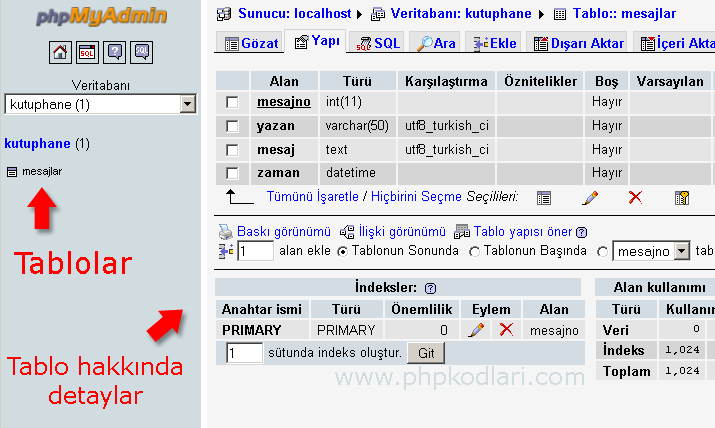 phpMyAdmin
Sunucu: localhost Veritabanı: kutuphane Tablo:: mesajlar
Gözat Yapı SQL Ara Ekle Dışarı Aktar İçeri Akta
SQL ? SQL
Veritabanı
kutuphane (1)
kutuphane (1)
mesajlar
Tablolar
Tablo hakkında
detaylar
Alan Türü Karşılaştırma Öznitelikler Boş Varsayılan
mesajno int(11) Hayır
yazan varchar(50) utf8_turkish_ci Hayır
mesaj text utf8_turkish_ci Hayır
zaman datetime Hayır
Tümünü İşaretle / Hiçbirini Seçme Seçilileri:
Baskı görünümü İlişki görünümü Tablo yapısı öner ?
1 alan ekle Tablonun Sonunda Tablonun Başında mesajno tab
İndeksler: ?
Anahtar ismi Türü Önemlilik Eylem Alan
PRIMARY PRIMARY 0 mesajno
1 sütunda indeks oluştur. Git
Alan kullanımı
Türü Kullanır
Veri 0
İndeks 1,024
Toplam 1,024
www.phpkodlari.com